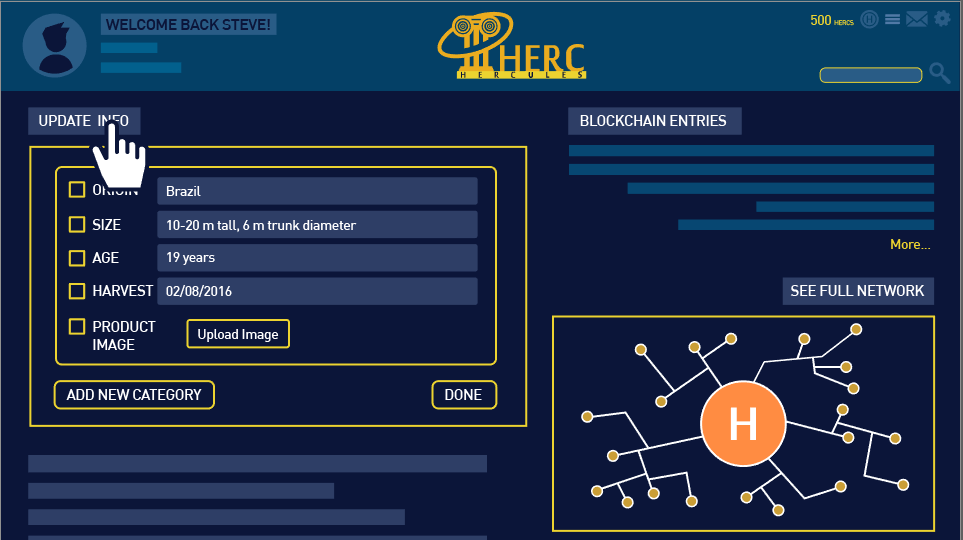 WELCOME BACK STEVE!
HERC
HERCULES
500 HERCS
H
UPDATE INFO
ORIGIN
Brazil
SIZE
10-20 m tall, 6 m trunk diameter
AGE
19 years
HARVEST
02/08/2016
PRODUCT
IMAGE
Upload Image
ADD NEW CATEGORY
DONE
BLOCKCHAIN ENTRIES
More...
SEE FULL NETWORK
H